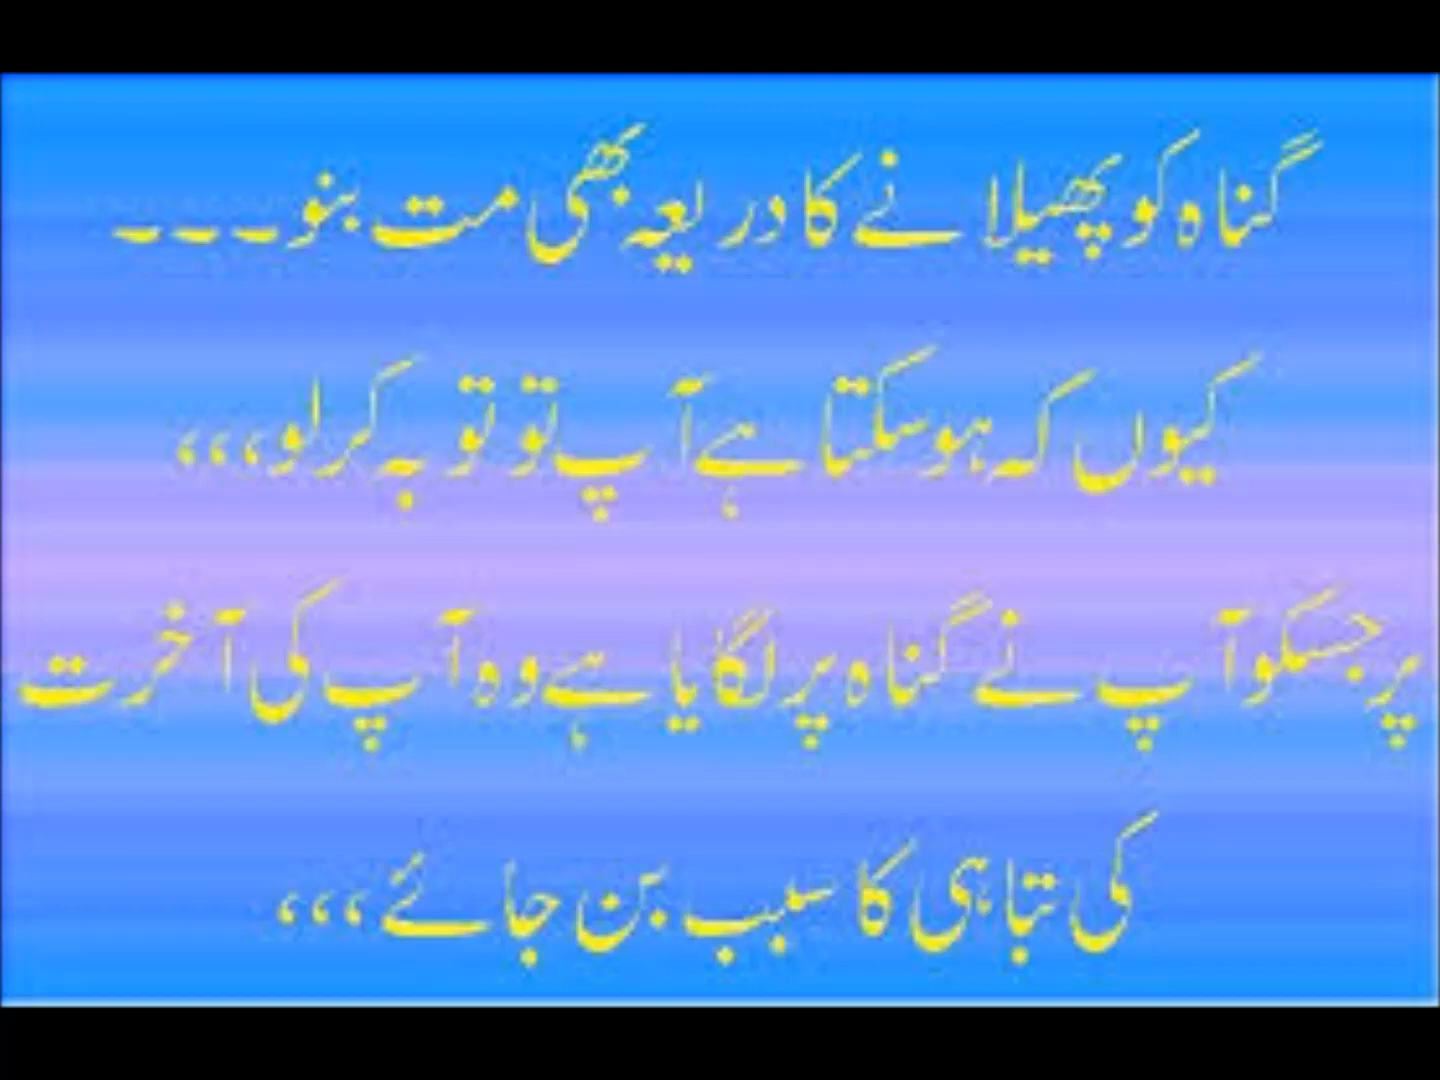 گناہ کو پھیلانے کا دریعہ بھی مت بنو۔۔۔
کیوں کہ ہوسکتا ہے آپ تو توبہ کرلو،،،
پر جسکو آپ نے گناہ پر لگایا ہے وہ آپ کی آخرت
کی تباہی کا سبب بن جائے،،،